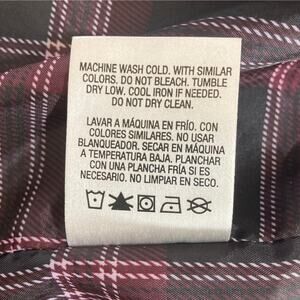 MACHINE WASH COLD. WITH SIMILAR
COLORS. DO NOT BLEACH. TUMBLE
DRY LOW. COOL IRON IF NEEDED.
DO NOT DRY CLEAN.
LAVAR A MÁQUINA EN FRÍO. CON
COLORES SIMILARES. NO USAR
BLANQUEADOR. SECAR EN MÁQUINA
A TEMPERATURA BAJA. PLANCHAR
CON UNA PLANCHA FRÍA SI ES
NECESARIO. NO LIMPIAR EN SECO.